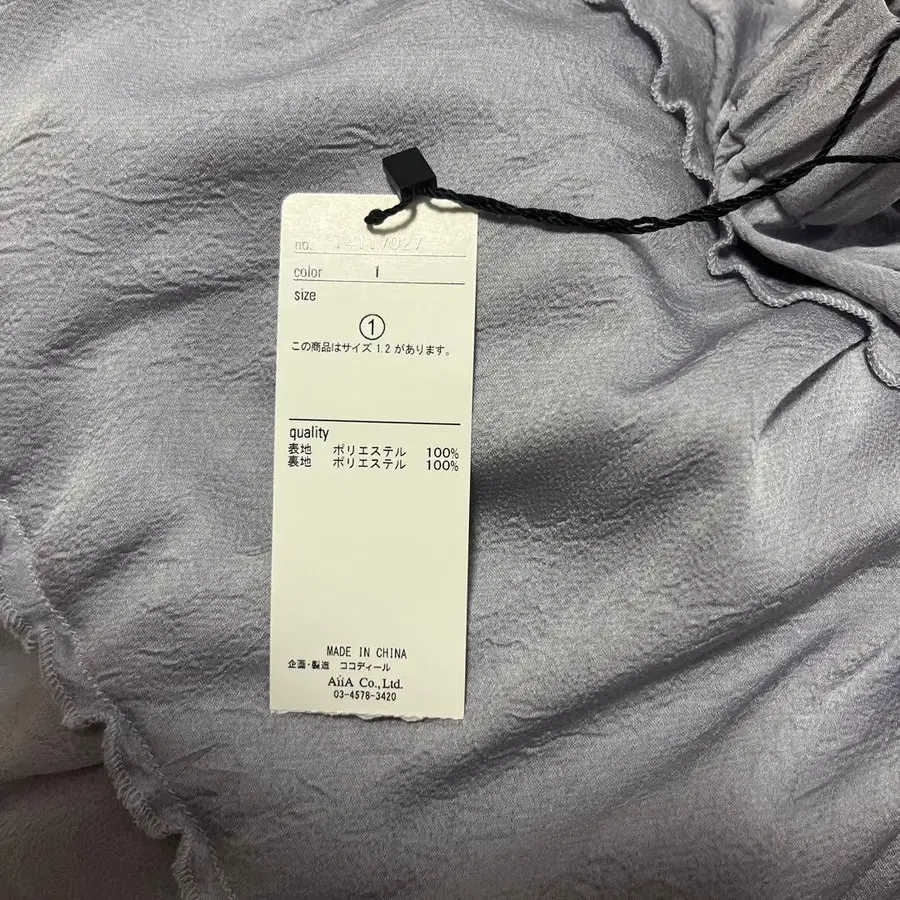 no. 74117027
color 1
size
①
この商品はサイズ 1.2 があります。
quality
表地 ポリエステル 100%
裏地 ポリエステル 100%
MADE IN CHINA
企画・製造 ココディール
AiiA Co.,Ltd.
03-4578-3420